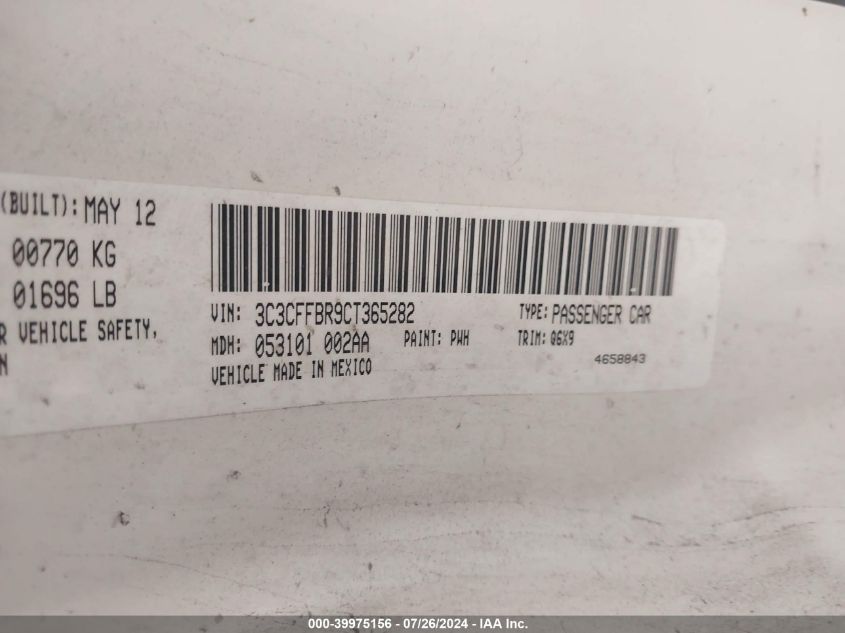 (BUILT): MAY 12
00770 KG
01696 LB
R VEHICLE SAFETY,
N
VIN: 3C3CFFBR9CT365282 TYPE: PASSENGER CAR
MDH: 053101 002AA PAINT: PWH TRIM: Q6X9
VEHICLE MADE IN MEXICO 4658843
000-39975156 - 07/26/2024 - IAA Inc.